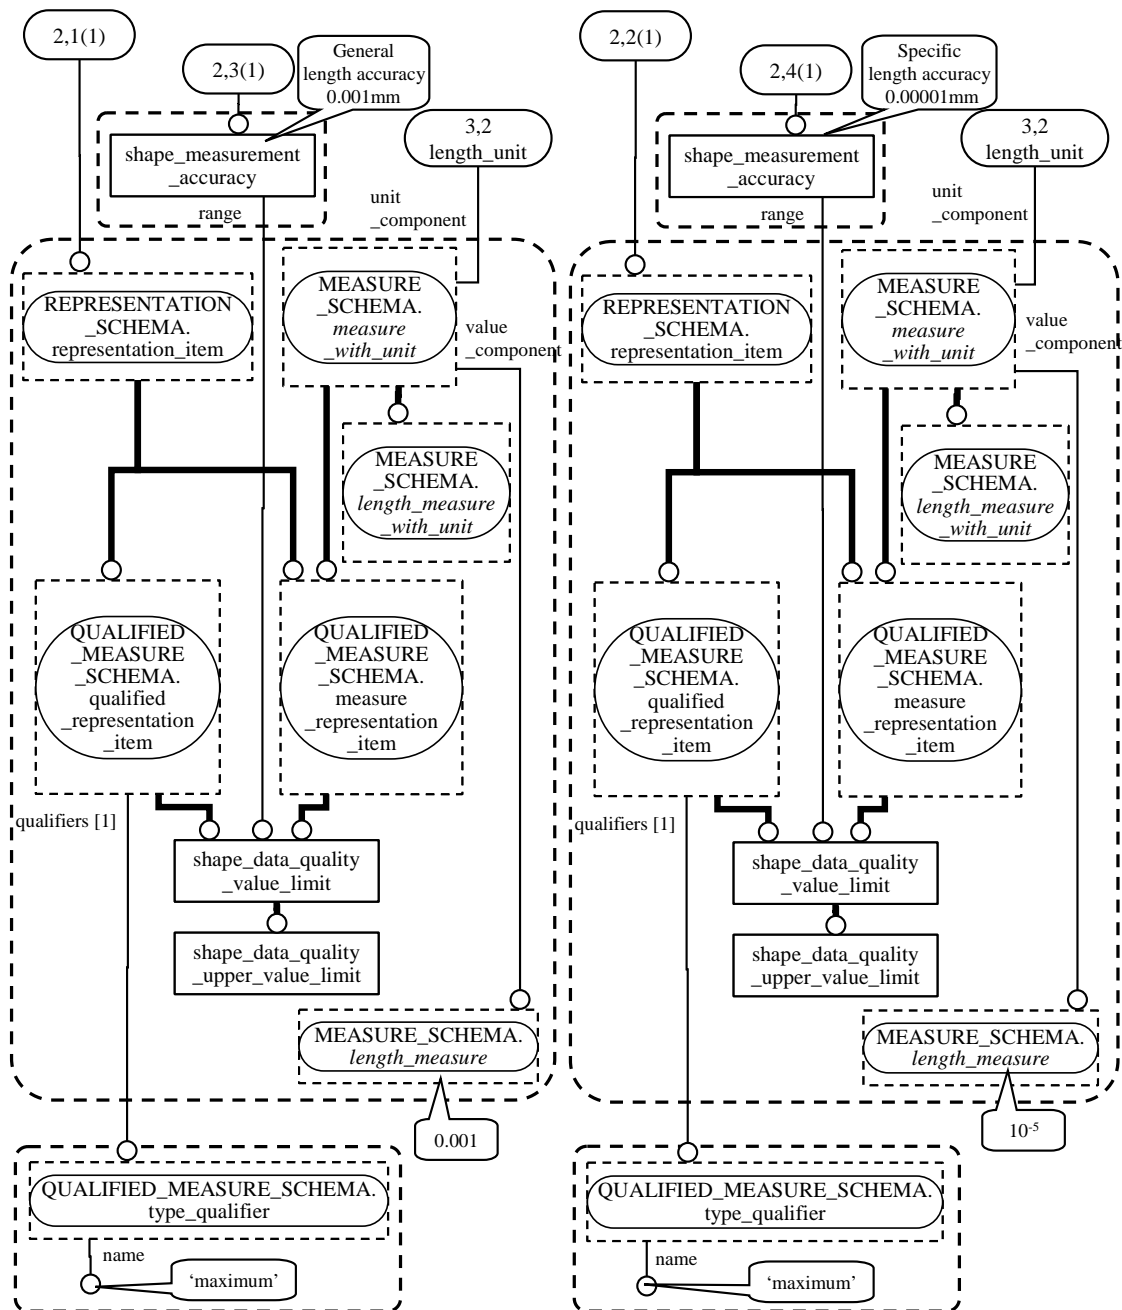 2,1(1)
2,3(1)
General
length accuracy
0.001mm
3,2
length_unit
shape_measurement
_accuracy
unit
_component
range
REPRESENTATION
_SCHEMA.
representation_item
MEASURE
_SCHEMA.
measure
_with_unit
value
_component
MEASURE
_SCHEMA.
length_measure
_with_unit
QUALIFIED
_MEASURE
_SCHEMA.
qualified
_representation
_item
QUALIFIED
_MEASURE
_SCHEMA.
measure
_representation
_item
qualifiers [1]
shape_data_quality
_value_limit
shape_data_quality
_upper_value_limit
MEASURE_SCHEMA.
length_measure
0.001
QUALIFIED_MEASURE_SCHEMA.
type_qualifier
name
‘maximum’
2,2(1)
2,4(1)
Specific
length accuracy
0.00001mm
3,2
length_unit
shape_measurement
_accuracy
unit
_component
range
REPRESENTATION
_SCHEMA.
representation_item
MEASURE
_SCHEMA.
measure
_with_unit
value
_component
MEASURE
_SCHEMA.
length_measure
_with_unit
QUALIFIED
_MEASURE
_SCHEMA.
qualified
_representation
_item
QUALIFIED
_MEASURE
_SCHEMA.
measure
_representation
_item
qualifiers [1]
shape_data_quality
_value_limit
shape_data_quality
_upper_value_limit
MEASURE_SCHEMA.
length_measure
10⁻⁵
QUALIFIED_MEASURE_SCHEMA.
type_qualifier
name
‘maximum’